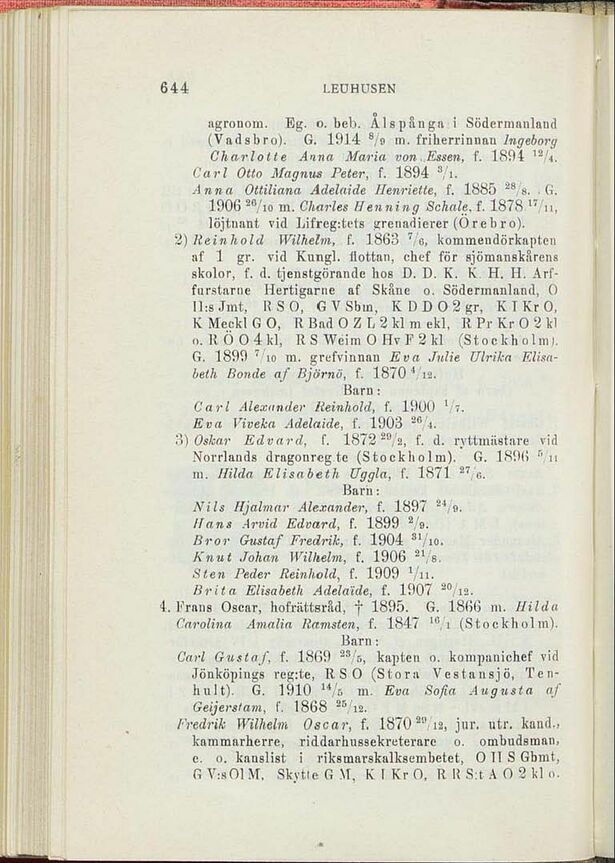 644 LEUHUSEN
agronom. Eg. o. beb. Ålspånga i Södermanland
(Vadsbro). G. 1914 8/9 m. friherrinnan Ingeborg
Charlotte Anna Maria von Essen, f. 1894 12/4.
Carl Otto Magnus Peter, f. 1894 3/1.
Anna Ottiliana Adelaide Henriette, f. 1885 28/8. G.
1906 26/10 m. Charles Henning Schale, f. 1878 17/11,
löjtnant vid Lifreg:tets grenadierer (Örebro).
2) Reinhold Wilhelm, f. 1863 7/6, kommendörkapten
af 1 gr. vid Kungl. flottan, chef för sjömanskårens
skolor, f. d. tjenstgörande hos D. D. K. K. H. H. Arf-
furstarne Hertigarne af Skåne o. Södermanland, O
II:s Jmt, R S O, G V Sbm, K D D O 2 gr, K I Kr O,
K Meckl G O, R Bad O Z L 2 kl m ekl, R Pr Kr O 2 kl
o. R Ö O 4 kl, R S Weim O Hv F 2 kl (Stockholm).
G. 1899 7/10 m. grefvinnan Eva Julie Ulrika Elisa-
beth Bonde af Björnö, f. 1870 4/12.
Barn:
Carl Alexander Reinhold, f. 1900 1/7.
Eva Viveka Adelaide, f. 1903 26/4.
3) Oskar Edvard, f. 1872 29/2, f. d. ryttmästare vid
Norrlands dragonreg te (Stockholm). G. 1896 5/11
m. Hilda Elisabeth Uggla, f. 1871 27/6.
Barn:
Nils Hjalmar Alexander, f. 1897 24/9.
Hans Arvid Edvard, f. 1899 2/9.
Bror Gustaf Fredrik, f. 1904 31/10.
Knut Johan Wilhelm, f. 1906 21/8.
Sten Peder Reinhold, f. 1909 1/11.
Brita Elisabeth Adelaïde, f. 1907 20/12.
4. Frans Oscar, hofrättsråd, † 1895. G. 1866 m. Hilda
Carolina Amalia Ramsten, f. 1847 16/1 (Stockholm).
Barn:
Carl Gustaf, f. 1869 23/5, kapten o. kompanichef vid
Jönköpings reg:te, R S O (Stora Vestansjö, Ten-
hult). G. 1910 14/5 m. Eva Sofia Augusta af
Geijerstam, f. 1868 25/12.
Fredrik Wilhelm Oscar, f. 1870 29/12, jur. utr. kand.,
kammarherre, riddarhussekreterare o. ombudsman,
e. o. kanslist i riksmarskalksembetet, O II S Gbmt,
G V:s Ol M, Skytte G M, K I Kr O, R R S:t A O 2 kl o.